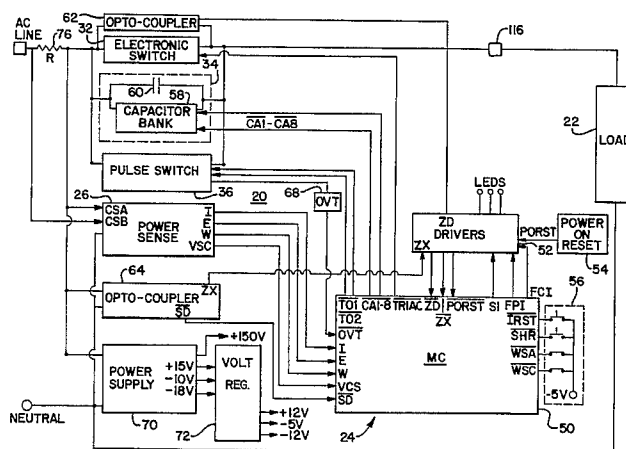 AC
LINE
76
R
62
OPTO-COUPLER
32
ELECTRONIC
SWITCH
34
60
58
CAPACITOR
BANK
CA1-CA8
PULSE SWITCH
36
20
68
OVT
116
22
LOAD
LEDS
26
CSA
CSB
POWER
SENSE
I
E
W
VSC
ZD
DRIVERS
ZX
PORST
52
POWER
ON
RESET
54
64
ZX
OPTO-COUPLER
SD
FCI
56
TO1
CA1-8
TRIAC
ZD
ZX
PORST
S1
FPI
TO2
OVT
I
E
W
VCS
SD
MC
IRST
SHR
WSA
WSC
-5V
24
50
+150V
POWER
SUPPLY
+15V
-10V
-18V
70
VOLT
REG.
72
+12V
-5V
-12V
NEUTRAL